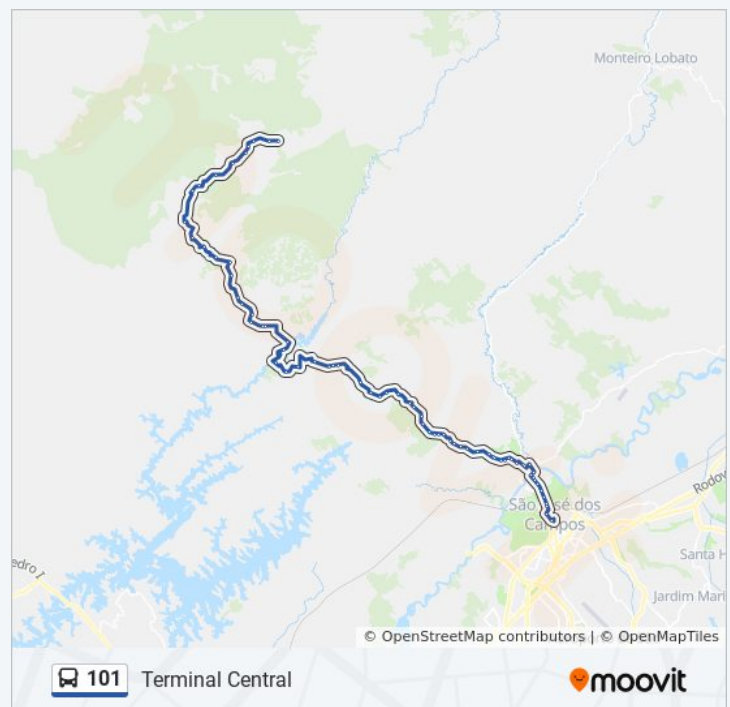 Monteiro Lobato
São José dos
Campos
Rodov
Santa H
Jardim Mari
edro I
© OpenStreetMap contributors | © OpenMapTiles
101 Terminal Central
moovit